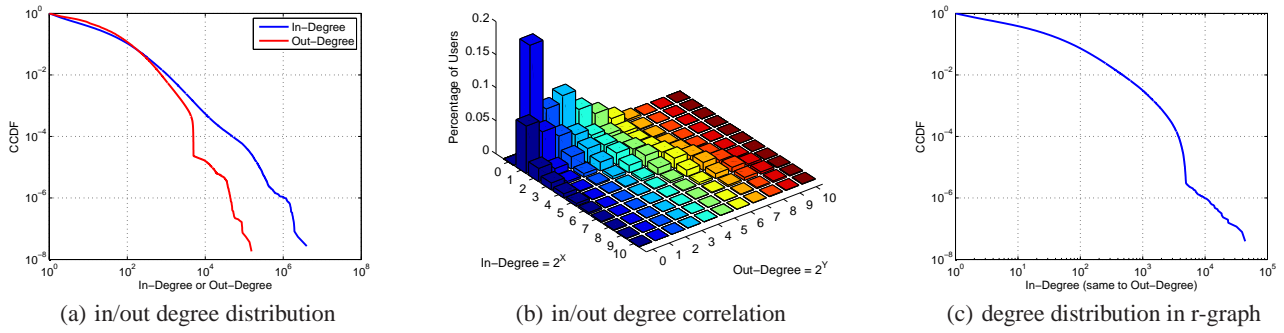 10^0
10^-2
10^-4
10^-6
10^-8
CCDF
10^0 10^2 10^4 10^6 10^8
In-Degree or Out-Degree
In-Degree
Out-Degree
(a) in/out degree distribution
0.2
0.15
0.1
0.05
0
Percentage of Users
0 1 2 3 4 5 6 7 8 9 10
In-Degree = 2^X
0 1 2 3 4 5 6 7 8 9 10
Out-Degree = 2^Y
(b) in/out degree correlation
10^0
10^-2
10^-4
10^-6
10^-8
CCDF
10^0 10^1 10^2 10^3 10^4 10^5
In-Degree (same to Out-Degree)
(c) degree distribution in r-graph